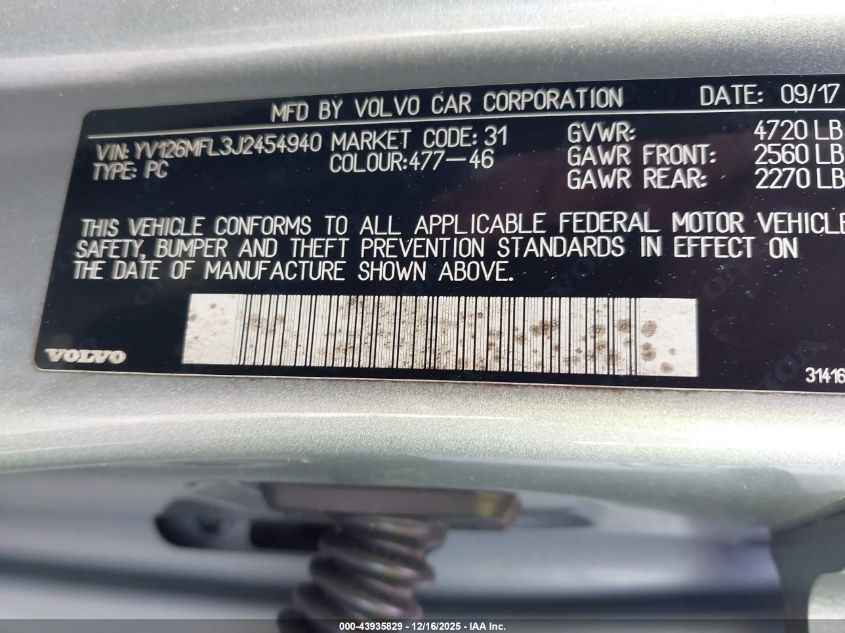 MFD BY VOLVO CAR CORPORATION DATE: 09/17
VIN: YV126MFL3J2454940 MARKET CODE: 31 GVWR: 4720 LB
TYPE: PC COLOUR:477-46 GAWR FRONT: 2560 LB
GAWR REAR: 2270 LB
THIS VEHICLE CONFORMS TO ALL APPLICABLE FEDERAL MOTOR VEHICLE
SAFETY, BUMPER AND THEFT PREVENTION STANDARDS IN EFFECT ON
THE DATE OF MANUFACTURE SHOWN ABOVE.
VOLVO
31416
000-43935829 - 12/16/2025 - IAA Inc.